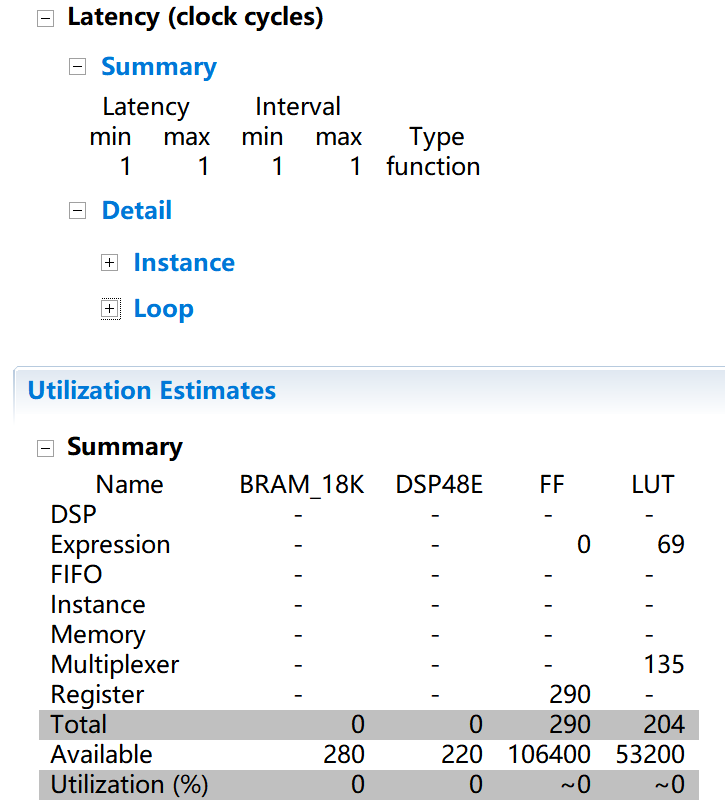 Latency (clock cycles)
Summary
Latency Interval
min max min max Type
1 1 1 1 function
Detail
Instance
Loop
Utilization Estimates
Summary
Name BRAM_18K DSP48E FF LUT
DSP - - - -
Expression - - 0 69
FIFO - - - -
Instance - - - -
Memory - - - -
Multiplexer - - - 135
Register - - 290 -
Total 0 0 290 204
Available 280 220 106400 53200
Utilization (%) 0 0 ~0 ~0